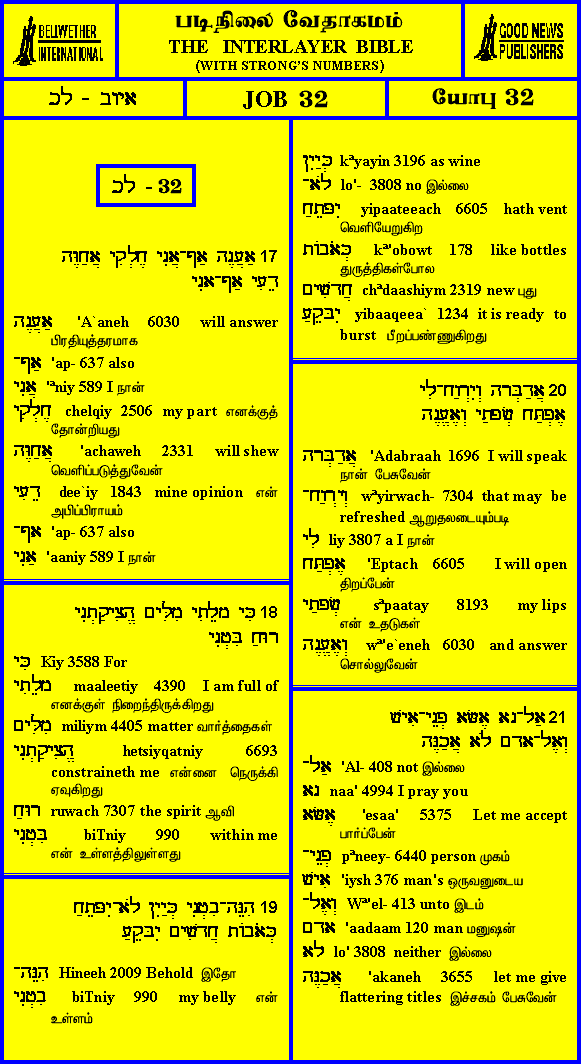 BELLWETHER
INTERNATIONAL
படிநிலை வேதாகமம்
THE INTERLAYER BIBLE
(WITH STRONG'S NUMBERS)
GOOD NEWS
PUBLISHERS
איוב - לב
JOB 32
யோபு 32
לב - 32
17 אַעֲנֶה אַף־אֲנִי חֶלְקִי אֲחַוֶּה
דֵעִי אַף־אָנִי
אַעֲנֶה 'A`aneh 6030 will answer
பிரதியுத்தரமாக
אַף־ 'ap- 637 also
אֲנִי 'ªniy 589 I நான்
חֶלְקִי chelqiy 2506 my part எனக்குத்
தோன்றியது
אֲחַוֶּה 'achaweh 2331 will shew
வெளிப்படுத்துவேன்
דֵעִי dee`iy 1843 mine opinion என்
அபிப்பிராயம்
אַף־ 'ap- 637 also
אָנִי 'aaniy 589 I நான்
18 כִּי מָלֵתִי מִלִּים הֱצִיקַתְנִי
רוּחַ בִּטְנִי
כִּי Kiy 3588 For
מָלֵתִי maaleetiy 4390 I am full of
எனக்குள் நிறைந்திருக்கிறது
מִלִּים miliym 4405 matter வார்த்தைகள்
הֱצִיקַתְנִי hetsiyqatniy 6693
constraineth me என்னை நெருக்கி
ஏவுகிறது
רוּחַ ruwach 7307 the spirit ஆவி
בִּטְנִי biTniy 990 within me
என் உள்ளத்திலுள்ளது
19 הִנֵּה־בִטְנִי כְּיַיִן לֹא־יִפָּתֵחַ
כְּאֹבוֹת חֲדָשִׁים יִבָּקֵעַ
הִנֵּה־ Hineeh 2009 Behold இதோ
בִטְנִי biTniy 990 my belly என்
உள்ளம்
כְּיַיִן kªyayin 3196 as wine
לֹא־ lo'- 3808 no இல்லை
יִפָּתֵחַ yipaateeach 6605 hath vent
வெளியேறுகிற
כְּאֹבוֹת kª'obowt 178 like bottles
துருத்திகள்போல
חֲדָשִׁים chªdaashiym 2319 new புது
יִבָּקֵעַ yibaaqeea` 1234 it is ready to
burst பீறப்பண்ணுகிறது
20 אֲדַבְּרָה וְיִרְוַח־לִי
אֶפְתַּח שְׂפָתַי וְאֶעֱנֶה
אֲדַבְּרָה 'Adabraah 1696 I will speak
நான் பேசுவேன்
וְיִרְוַח־ wªyirwach- 7304 that may be
refreshed ஆறுதலடையும்படி
לִי liy 3807 a I நான்
אֶפְתַּח 'Eptach 6605 I will open
திறப்பேன்
שְׂפָתַי sªpaatay 8193 my lips
என் உதடுகள்
וְאֶעֱנֶה wª'e`eneh 6030 and answer
சொல்லுவேன்
21 אַל־נָא אֶשָּׂא פְנֵי־אִישׁ
וְאֶל־אָדָם לֹא אֲכַנֶּה
אַל־ 'Al- 408 not இல்லை
נָא naa' 4994 I pray you
אֶשָּׂא 'esaa' 5375 Let me accept
பார்ப்பேன்
פְנֵי־ pªneey- 6440 person முகம்
אִישׁ 'iysh 376 man's ஒருவனுடைய
וְאֶל־ Wª'el- 413 unto இடம்
אָדָם 'aadaam 120 man மனுஷன்
לֹא lo' 3808 neither இல்லை
אֲכַנֶּה 'akaneh 3655 let me give
flattering titles இச்சகம் பேசுவேன்